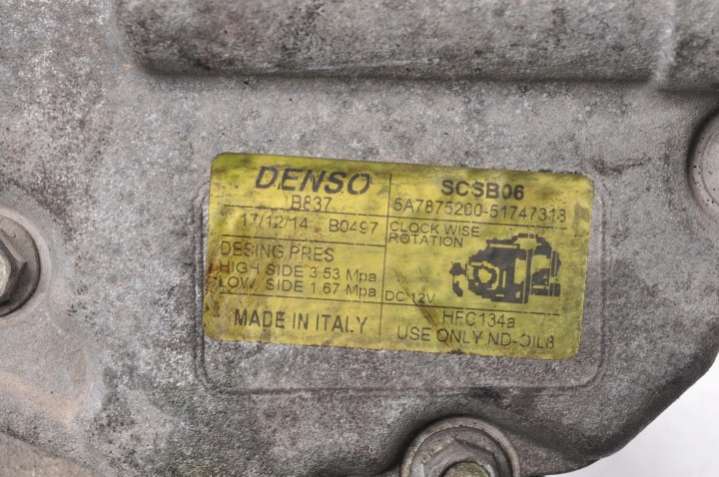 DENSO
B837
17/12/14 B0497
DESING PRES
HIGH SIDE 3.53 Mpa
LOW SIDE 1.67 Mpa
MADE IN ITALY
SCSB06
5A7875200-51747318
CLOCK WISE
ROTATION
DC 12V
HFC134a
USE ONLY ND-OIL8